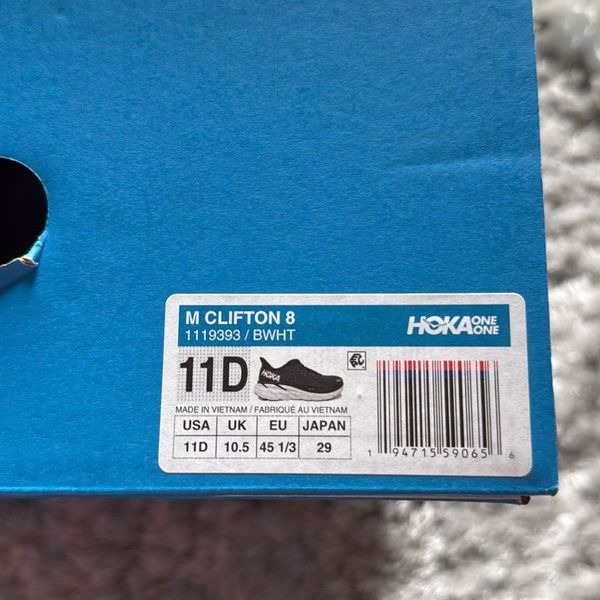 M CLIFTON 8
1119393 / BWHT
HOKA ONE ONE
11D
HOKA
MADE IN VIETNAM / FABRIQUÉ AU VIETNAM
USA UK EU JAPAN
11D 10.5 45 1/3 29
1 94715 59065 6